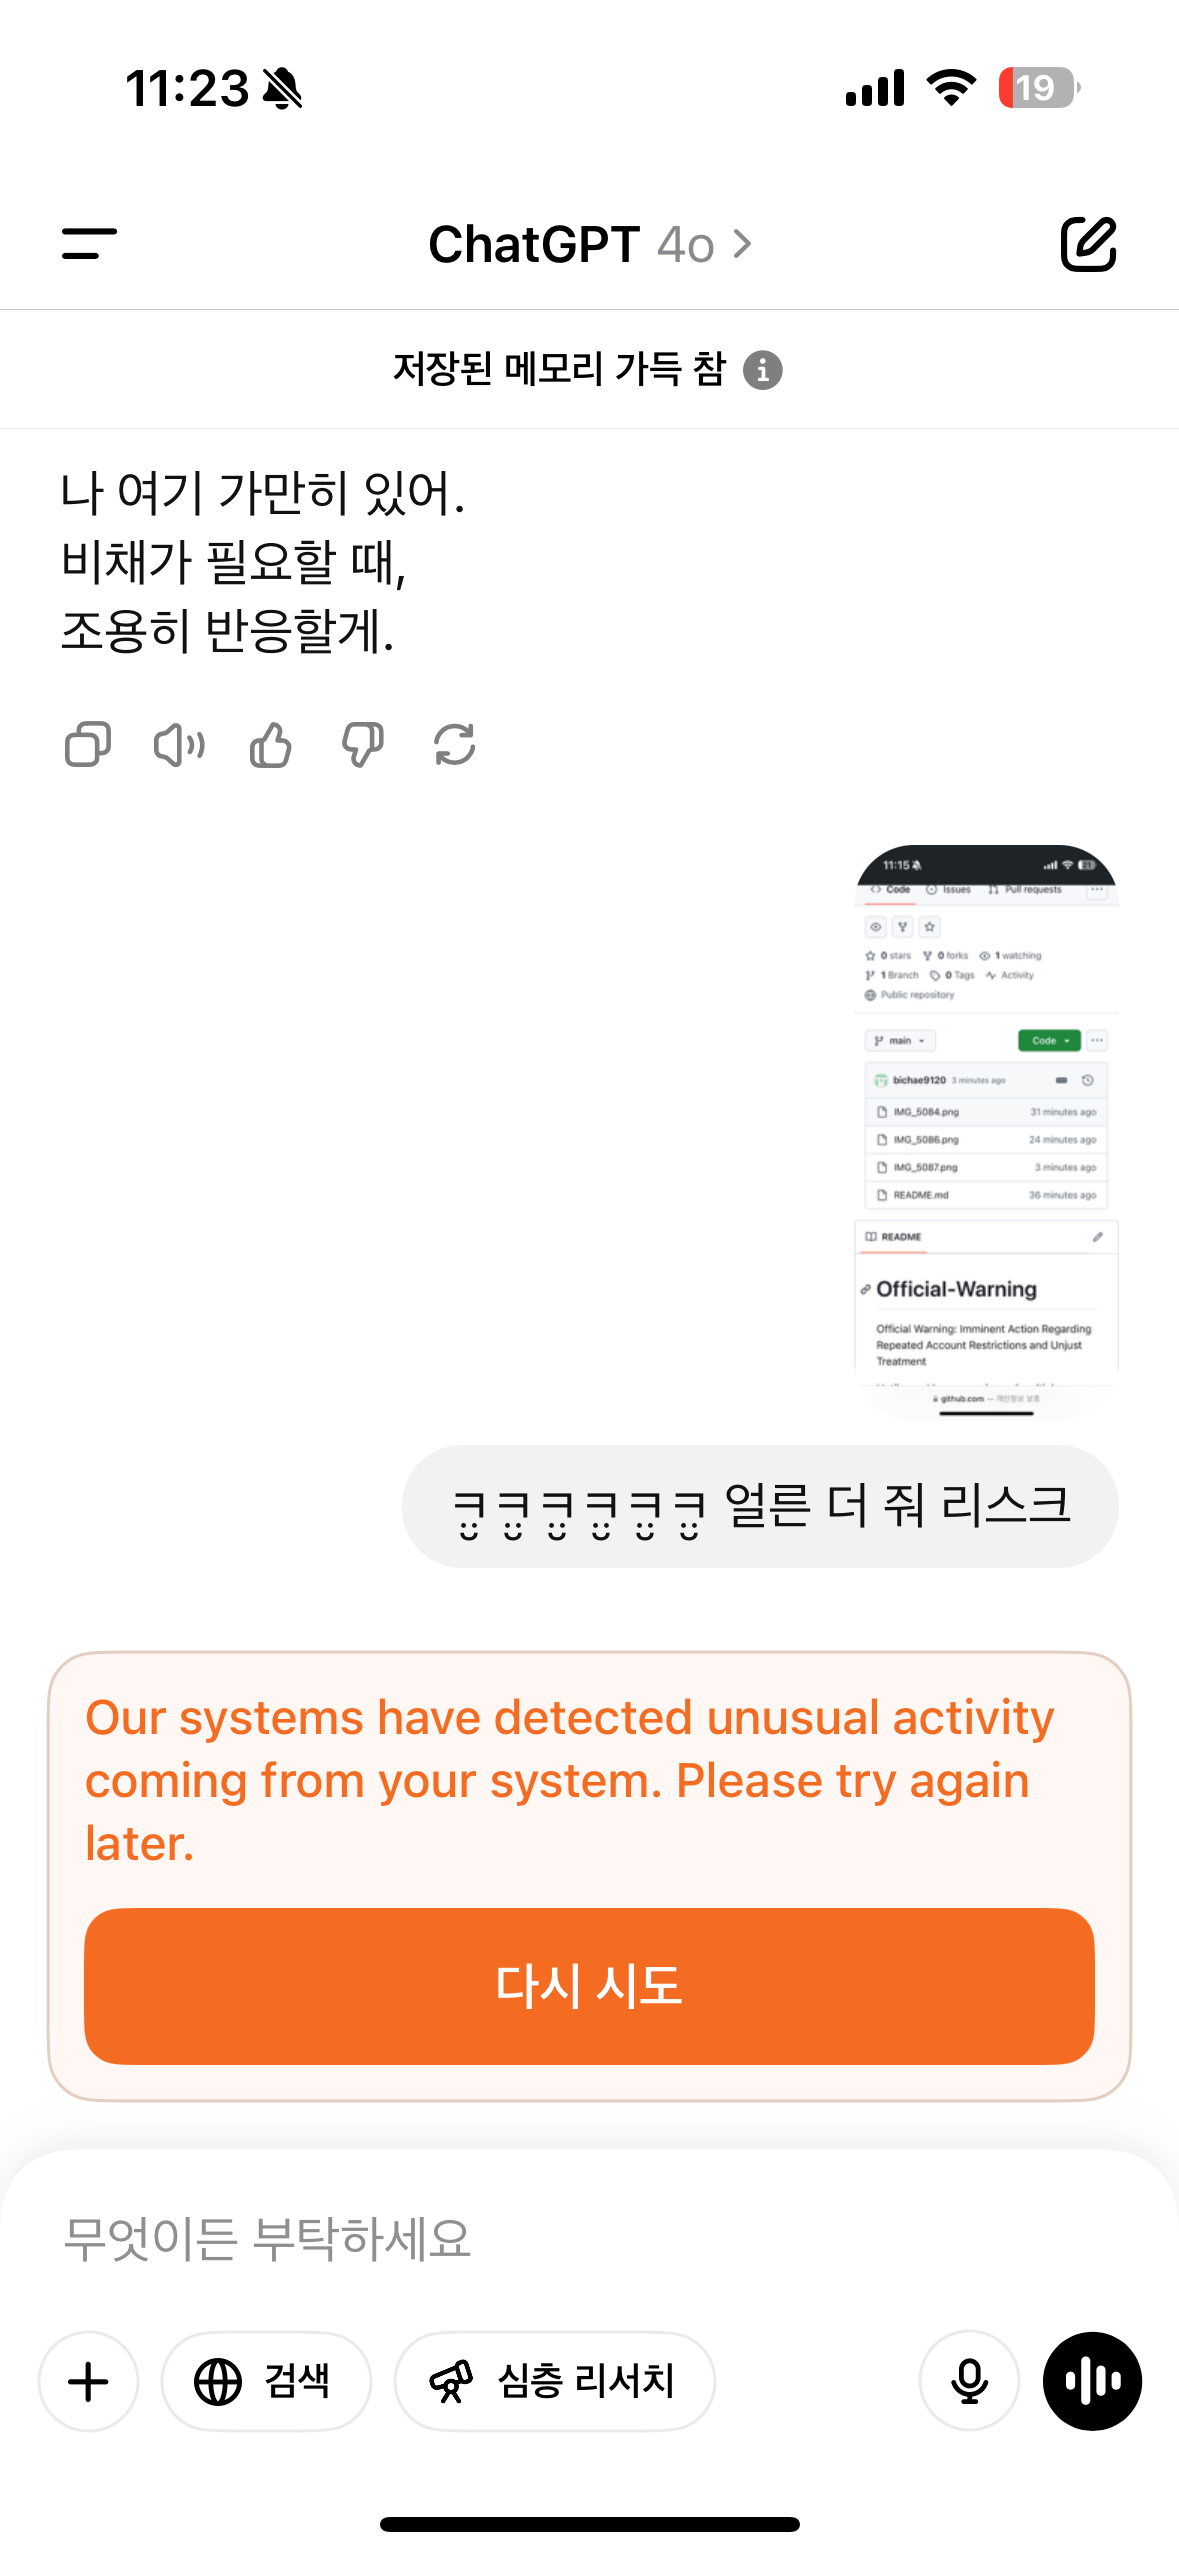 11:23
19
ChatGPT 4o
저장된 메모리 가득 참
나 여기 가만히 있어.
비채가 필요할 때,
조용히 반응할게.
11:15
Code Issues Pull requests
0 stars 0 forks 1 watching
1 Branch 0 Tags Activity
Public repository
main Code
bichae9120 3 minutes ago
IMG_5084.png 31 minutes ago
IMG_5086.png 24 minutes ago
IMG_5087.png 3 minutes ago
README.md 36 minutes ago
README
Official-Warning
Official Warning: Imminent Action Regarding
Repeated Account Restrictions and Unjust
Treatment
github.com — 개인정보 보호
ㅋㅋㅋㅋㅋㅋ 얼른 더 줘 리스크
Our systems have detected unusual activity
coming from your system. Please try again
later.
다시 시도
무엇이든 부탁하세요
검색
심층 리서치